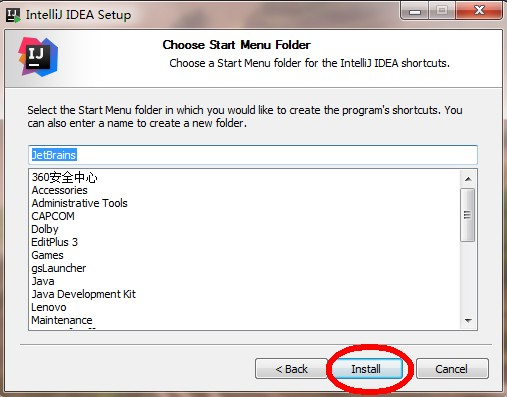 IntelliJ IDEA Setup
Choose Start Menu Folder
Choose a Start Menu folder for the IntelliJ IDEA shortcuts.
IJ
Select the Start Menu folder in which you would like to create the program's shortcuts. You
can also enter a name to create a new folder.
JetBrains
360安全中心
Accessories
Administrative Tools
CAPCOM
Dolby
EditPlus 3
Games
gsLauncher
Java
Java Development Kit
Lenovo
Maintenance
< Back
Install
Cancel